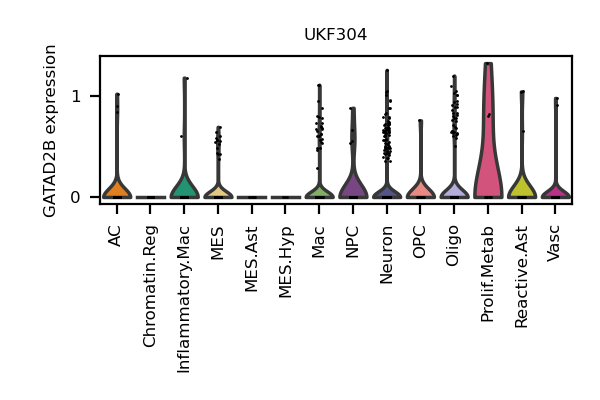 UKF304
GATAD2B expression
1
0
AC
Chromatin.Reg
Inflammatory.Mac
MES
MES.Ast
MES.Hyp
Mac
NPC
Neuron
OPC
Oligo
Prolif.Metab
Reactive.Ast
Vasc